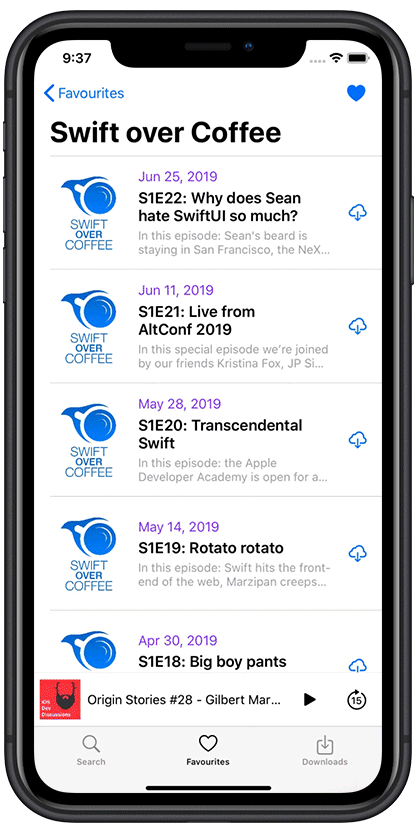 9:37
Favourites
Swift over Coffee
SWIFT
OVER
COFFEE
Jun 25, 2019
S1E22: Why does Sean
hate SwiftUI so much?
In this episode: Sean's beard is
staying in San Francisco, the NeX...
SWIFT
OVER
COFFEE
Jun 11, 2019
S1E21: Live from
AltConf 2019
In this special episode we're joined
by our friends Kristina Fox, JP Si...
SWIFT
OVER
COFFEE
May 28, 2019
S1E20: Transcendental
Swift
In this episode: the Apple
Developer Academy is open for a...
SWIFT
OVER
COFFEE
May 14, 2019
S1E19: Rotato rotato
In this episode: Swift hits the front-
end of the web, Marzipan creeps...
Apr 30, 2019
S1E18: Big boy pants
iOS
Dev
Discussions
Origin Stories #28 - Gilbert Mar...
15
Search
Favourites
Downloads